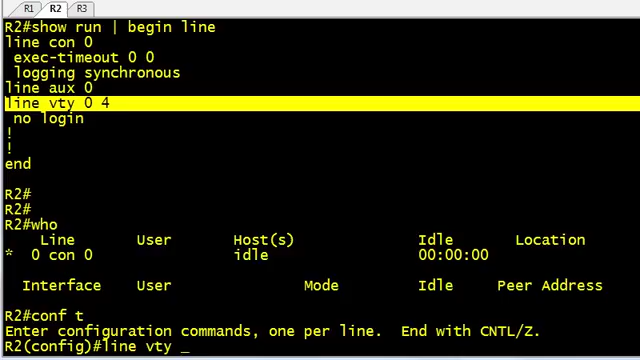 R1 R2 R3
R2#show run | begin line
line con 0
 exec-timeout 0 0
 logging synchronous
line aux 0
line vty 0 4
 no login
!
!
end
R2#
R2#
R2#who
    Line       User       Host(s)              Idle       Location
*  0 con 0                idle                 00:00:00
  Interface    User               Mode         Idle     Peer Address
R2#conf t
Enter configuration commands, one per line.  End with CNTL/Z.
R2(config)#line vty _